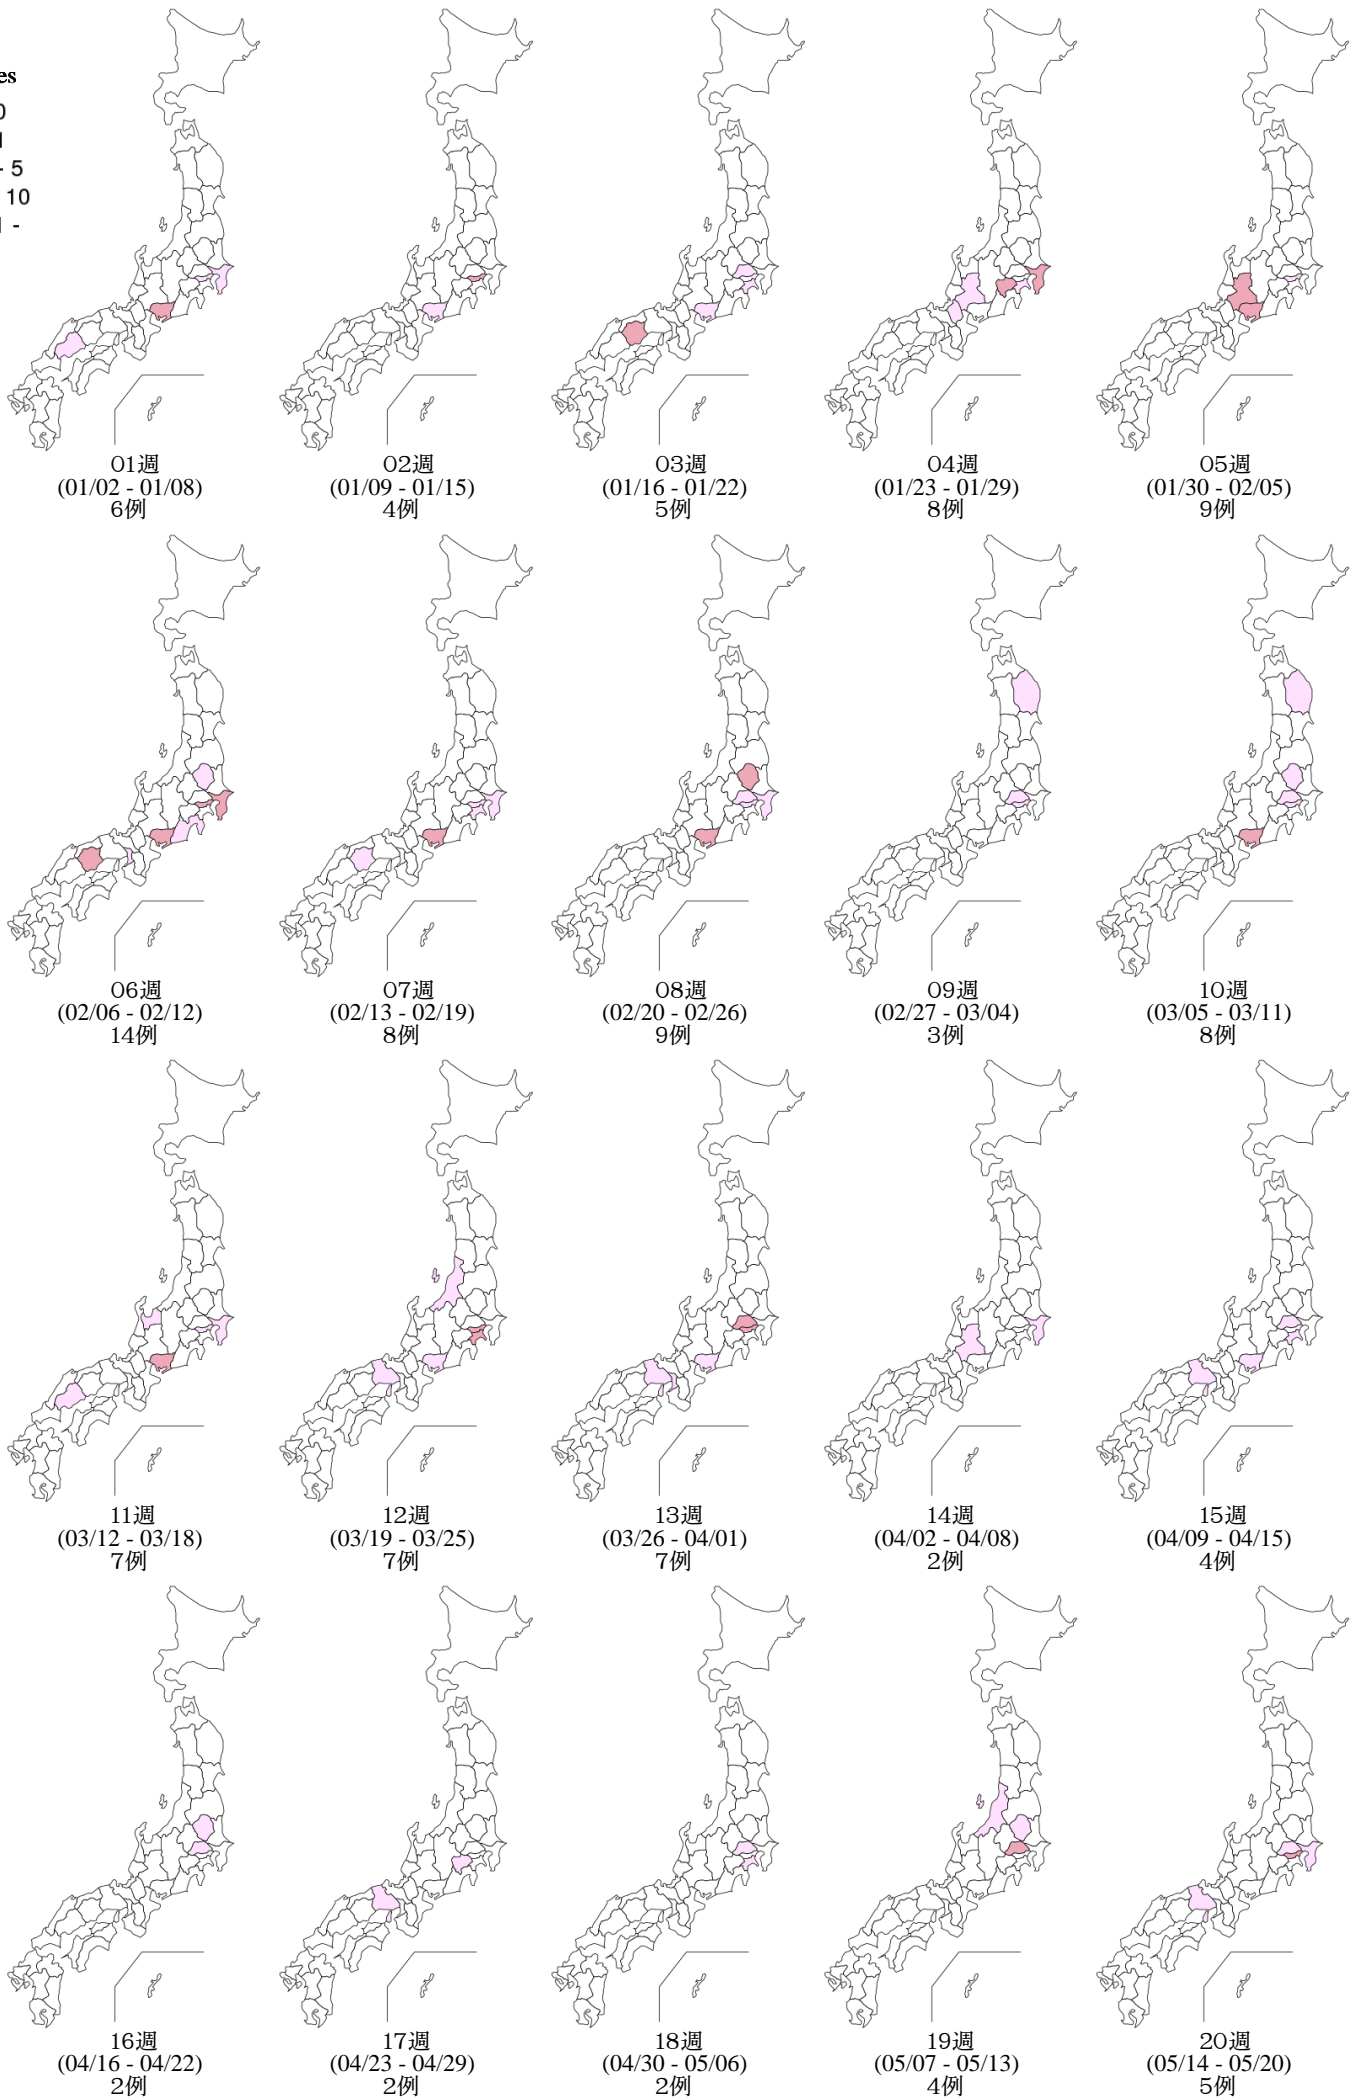 es
0
1
- 5
10
1 -
01週
(01/02 - 01/08)
6例
02週
(01/09 - 01/15)
4例
03週
(01/16 - 01/22)
5例
04週
(01/23 - 01/29)
8例
05週
(01/30 - 02/05)
9例
06週
(02/06 - 02/12)
14例
07週
(02/13 - 02/19)
8例
08週
(02/20 - 02/26)
9例
09週
(02/27 - 03/04)
3例
10週
(03/05 - 03/11)
8例
11週
(03/12 - 03/18)
7例
12週
(03/19 - 03/25)
7例
13週
(03/26 - 04/01)
7例
14週
(04/02 - 04/08)
2例
15週
(04/09 - 04/15)
4例
16週
(04/16 - 04/22)
2例
17週
(04/23 - 04/29)
2例
18週
(04/30 - 05/06)
2例
19週
(05/07 - 05/13)
4例
20週
(05/14 - 05/20)
5例